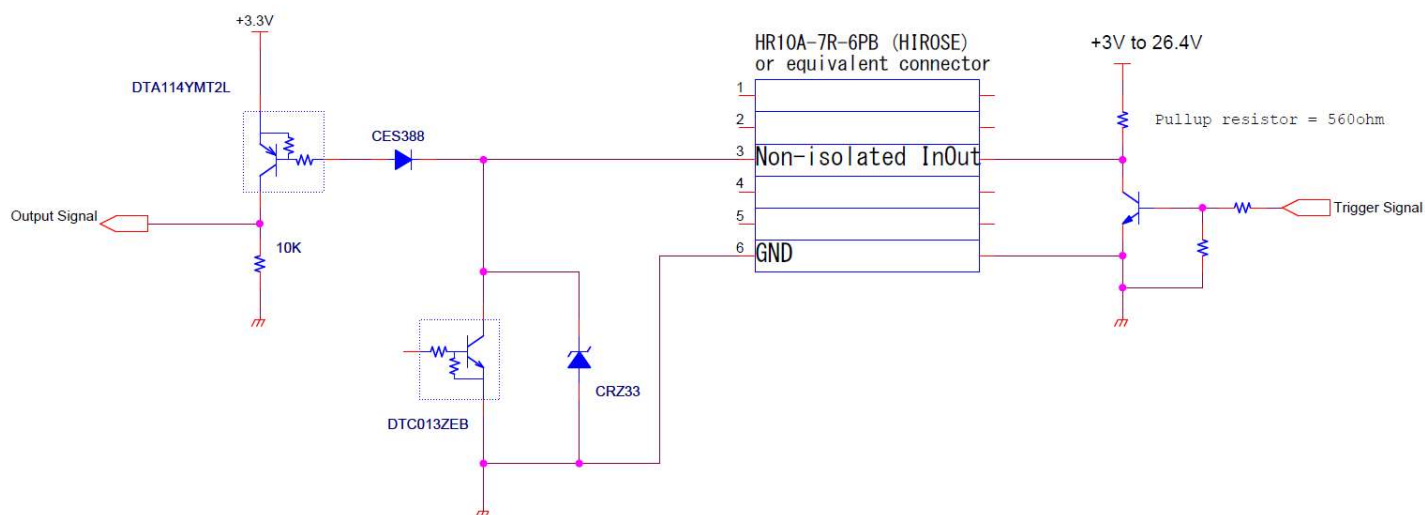 +3.3V
DTA114YMT2L
CES388
Output Signal
10K
DTC013ZEB
CRZ33
HR10A-7R-6PB (HIROSE)
or equivalent connector
1
2
3 Non-isolated InOut
4
5
6 GND
+3V to 26.4V
Pullup resistor = 560ohm
Trigger Signal